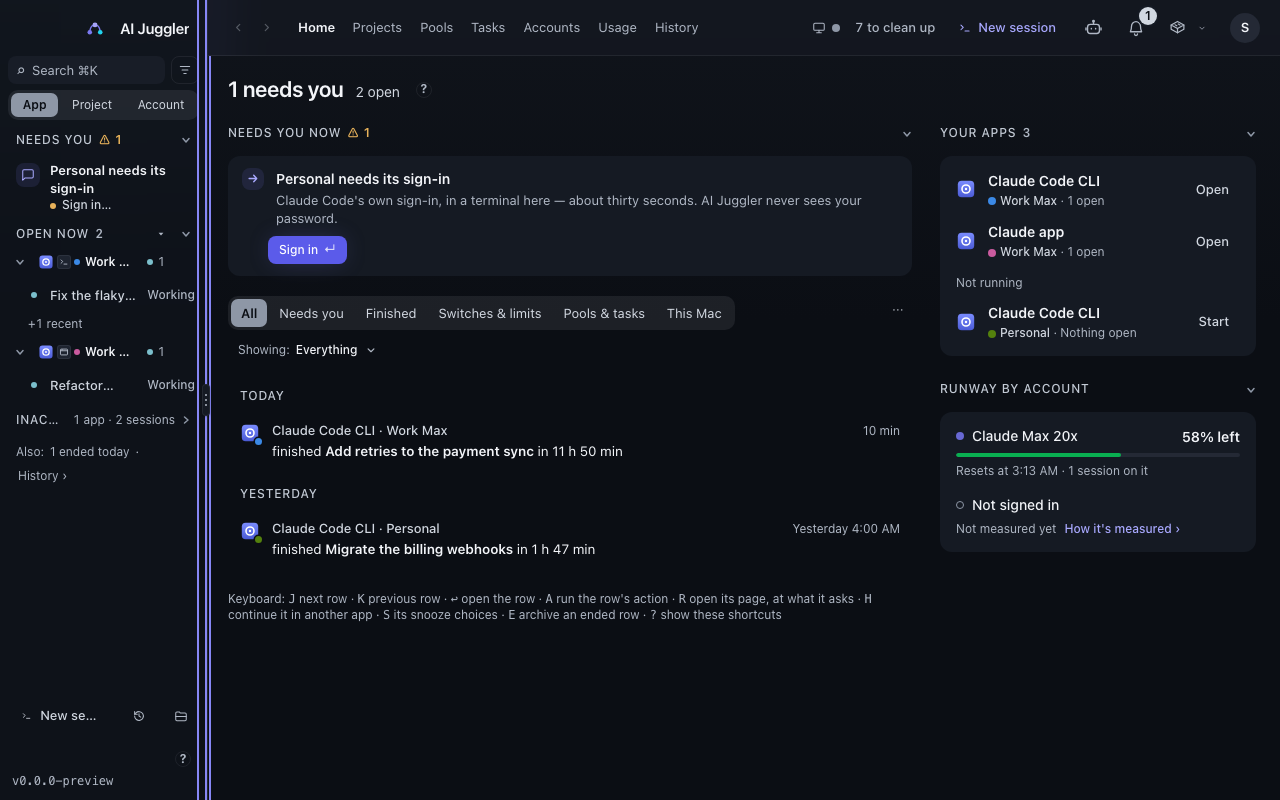 AI Juggler
Search ⌘K
App Project Account
NEEDS YOU 1
Personal needs its
sign-in
Sign in...
OPEN NOW 2
Work ... 1
Fix the flaky... Working
+1 recent
Work ... 1
Refactor... Working
INAC... 1 app · 2 sessions
Also: 1 ended today ·
History ›
New se...
?
v0.0.0-preview
Home Projects Pools Tasks Accounts Usage History
7 to clean up
New session
1
S
1 needs you 2 open ?
NEEDS YOU NOW 1
Personal needs its sign-in
Claude Code's own sign-in, in a terminal here — about thirty seconds. AI Juggler never sees your
password.
Sign in ↵
All Needs you Finished Switches & limits Pools & tasks This Mac
...
Showing: Everything
TODAY
Claude Code CLI · Work Max 10 min
finished Add retries to the payment sync in 11 h 50 min
YESTERDAY
Claude Code CLI · Personal Yesterday 4:00 AM
finished Migrate the billing webhooks in 1 h 47 min
Keyboard: J next row · K previous row · ↩ open the row · A run the row's action · R open its page, at what it asks · H
continue it in another app · S its snooze choices · E archive an ended row · ? show these shortcuts
YOUR APPS 3
Claude Code CLI
Work Max · 1 open
Open
Claude app
Work Max · 1 open
Open
Not running
Claude Code CLI
Personal · Nothing open
Start
RUNWAY BY ACCOUNT
Claude Max 20x 58% left
Resets at 3:13 AM · 1 session on it
Not signed in
Not measured yet How it's measured ›